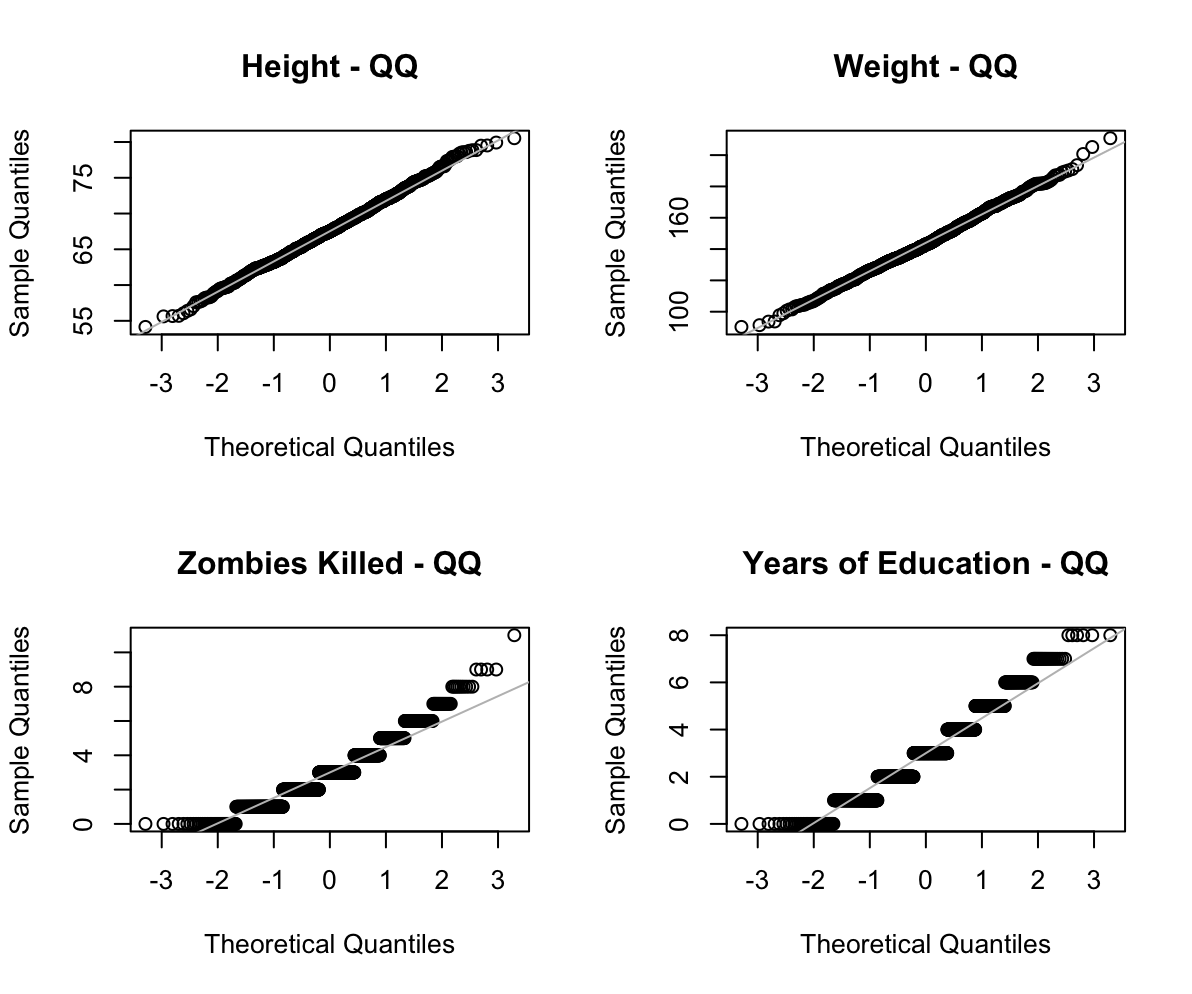 Height - QQ
Sample Quantiles
55 65 75
-3 -2 -1 0 1 2 3
Theoretical Quantiles
Weight - QQ
Sample Quantiles
100 160
-3 -2 -1 0 1 2 3
Theoretical Quantiles
Zombies Killed - QQ
Sample Quantiles
0 4 8
-3 -2 -1 0 1 2 3
Theoretical Quantiles
Years of Education - QQ
Sample Quantiles
0 2 4 6 8
-3 -2 -1 0 1 2 3
Theoretical Quantiles